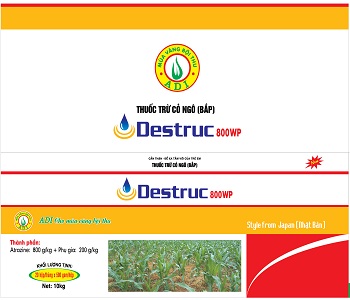 MÙA VÀNG BỘI THU
ADI
THUỐC TRỪ CỎ NGÔ (BẮP)
Destruc 800WP
THUỐC TRỪ CỎ NGÔ (BẮP)
Destruc 800WP
ADI Cho mùa vàng bội thu
Style from Japan [Nhật Bản]
Thành phần:
Atrazine: 800 g/kg + Phụ gia: 200 g/kg
KHỐI LƯỢNG TỊNH:
Net: 10kg